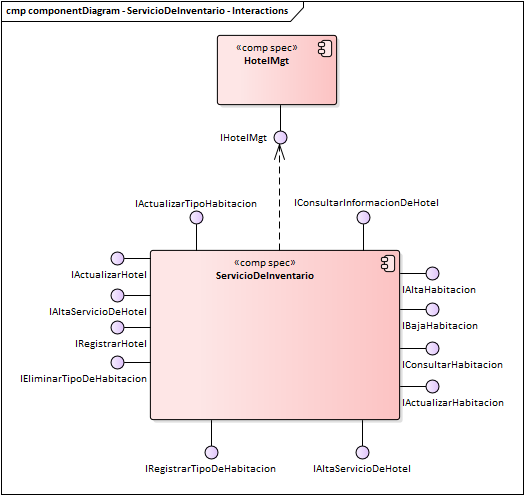 cmp componentDiagram - ServicioDeInventario - Interactions
«comp spec»
HotelMgt
IHotelMgt
IActualizarTipoHabitacion
IConsultarInformacionDeHotel
«comp spec»
ServicioDeInventario
IActualizarHotel
IAltaHabitacion
IAltaServicioDeHotel
IBajaHabitacion
IRegistrarHotel
IConsultarHabitacion
IEliminarTipoDeHabitacion
IActualizarHabitacion
IRegistrarTipoDeHabitacion
IAltaServicioDeHotel